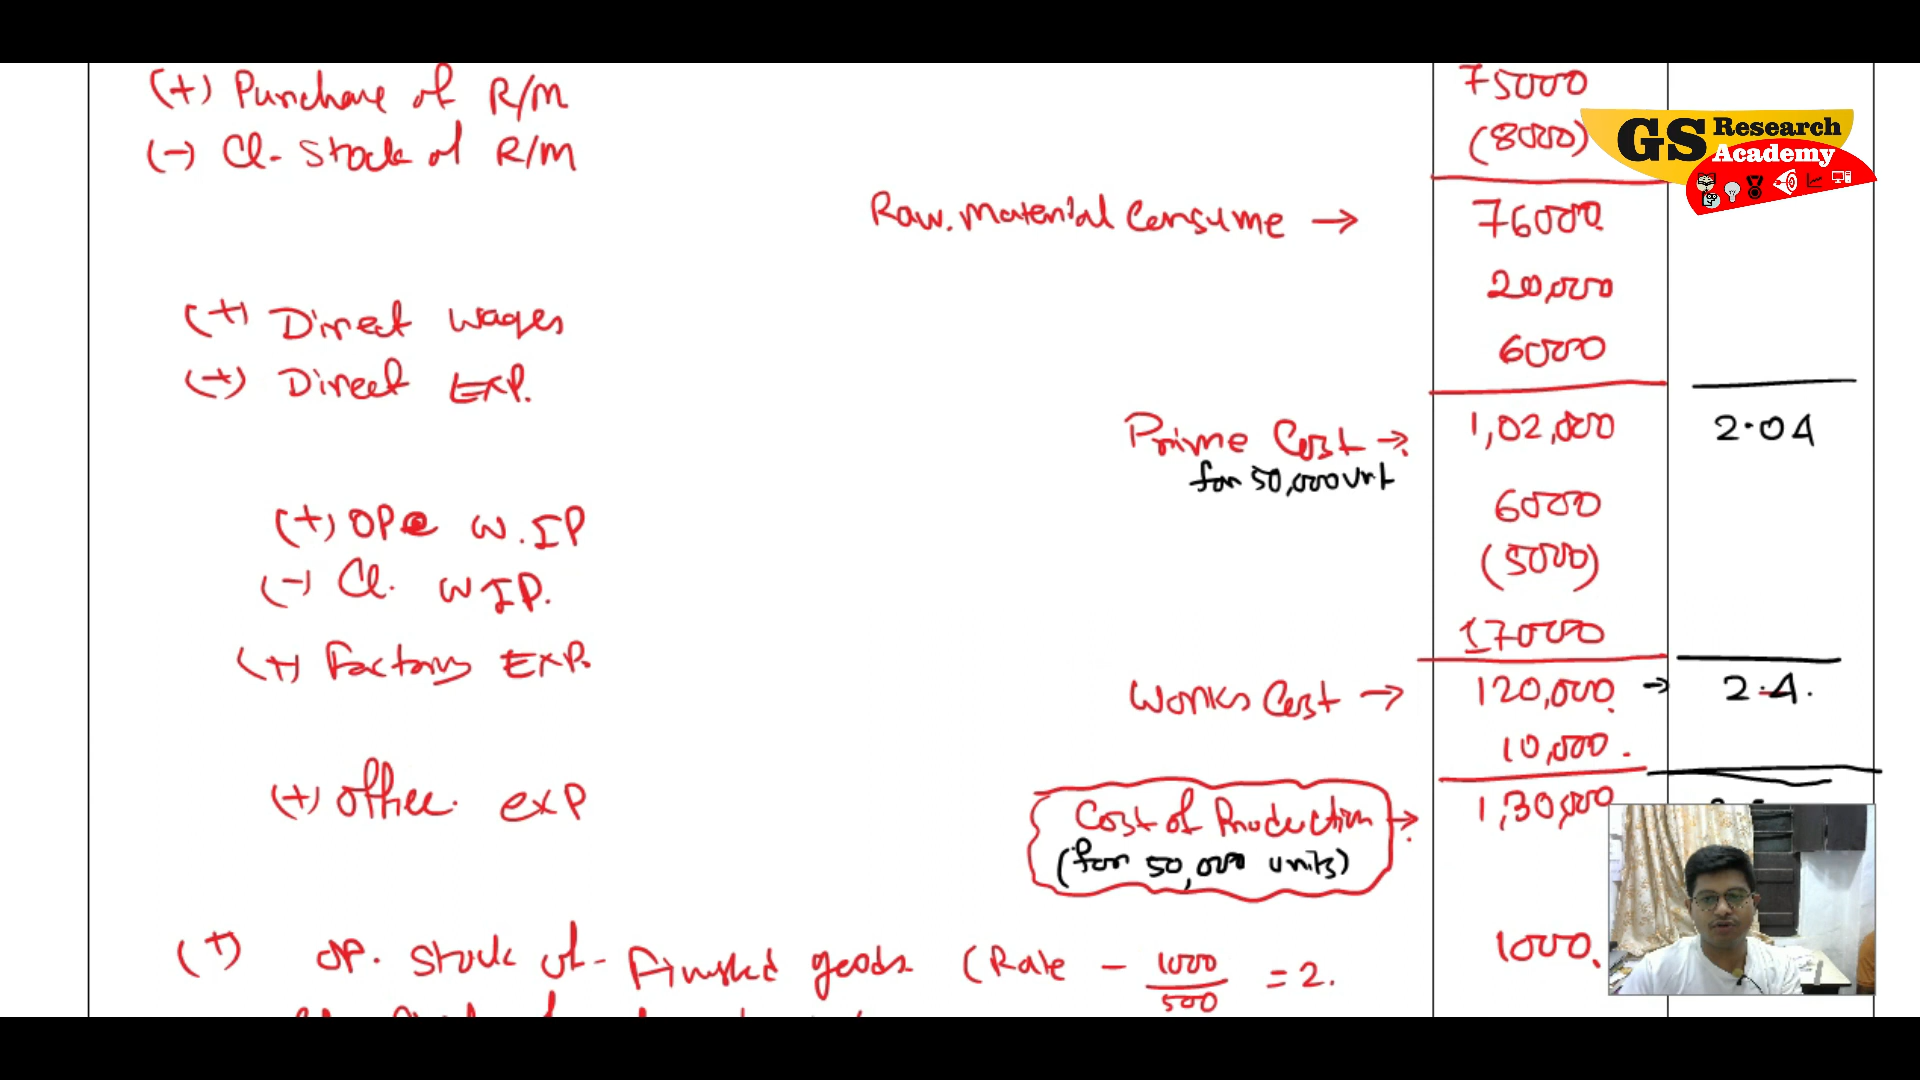 (+) Purchase of R/M 75000
(-) Cl- Stock of R/M (8000)
GS Research Academy
Raw. Material Consume → 76000
(+) Direct wages 20,000
(+) Direct Exp. 6000
Prime Cost → 1,02,000 2.04
for 50,000 unit
(+) OP W.IP 6000
(-) Cl. WIP. (5000)
(+) Factory Exp. 17000
Works Cost → 120,000 → 2.4.
(+) office. exp 10,000.
Cost of Production → 1,30,000
(for 50,000 units)
(+) OP. Stock of Finished goods (Rate - 1000/500 = 2. 1000.